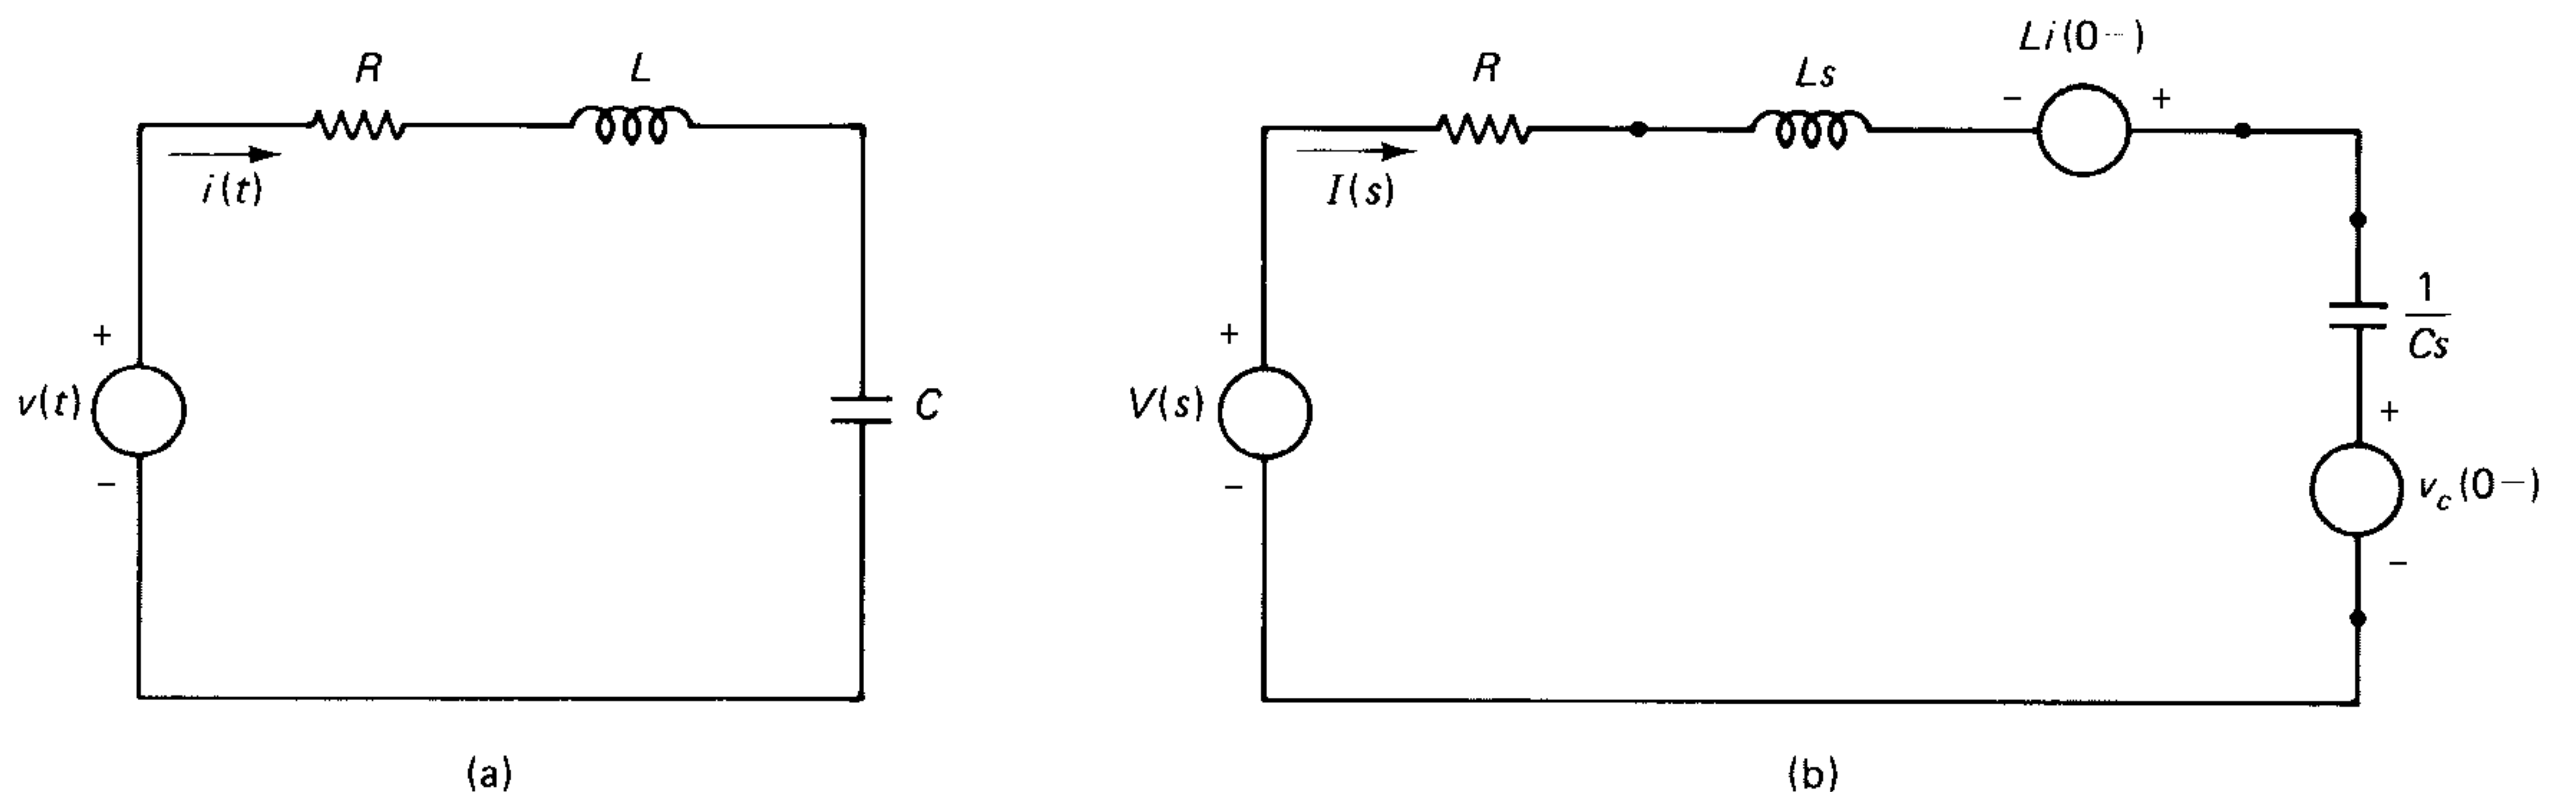 R
L
i(t)
+
v(t)
−
C
(a)
R
Ls
Li(0−)
−
+
I(s)
+
V(s)
−
1
Cs
+
v_c(0−)
−
(b)